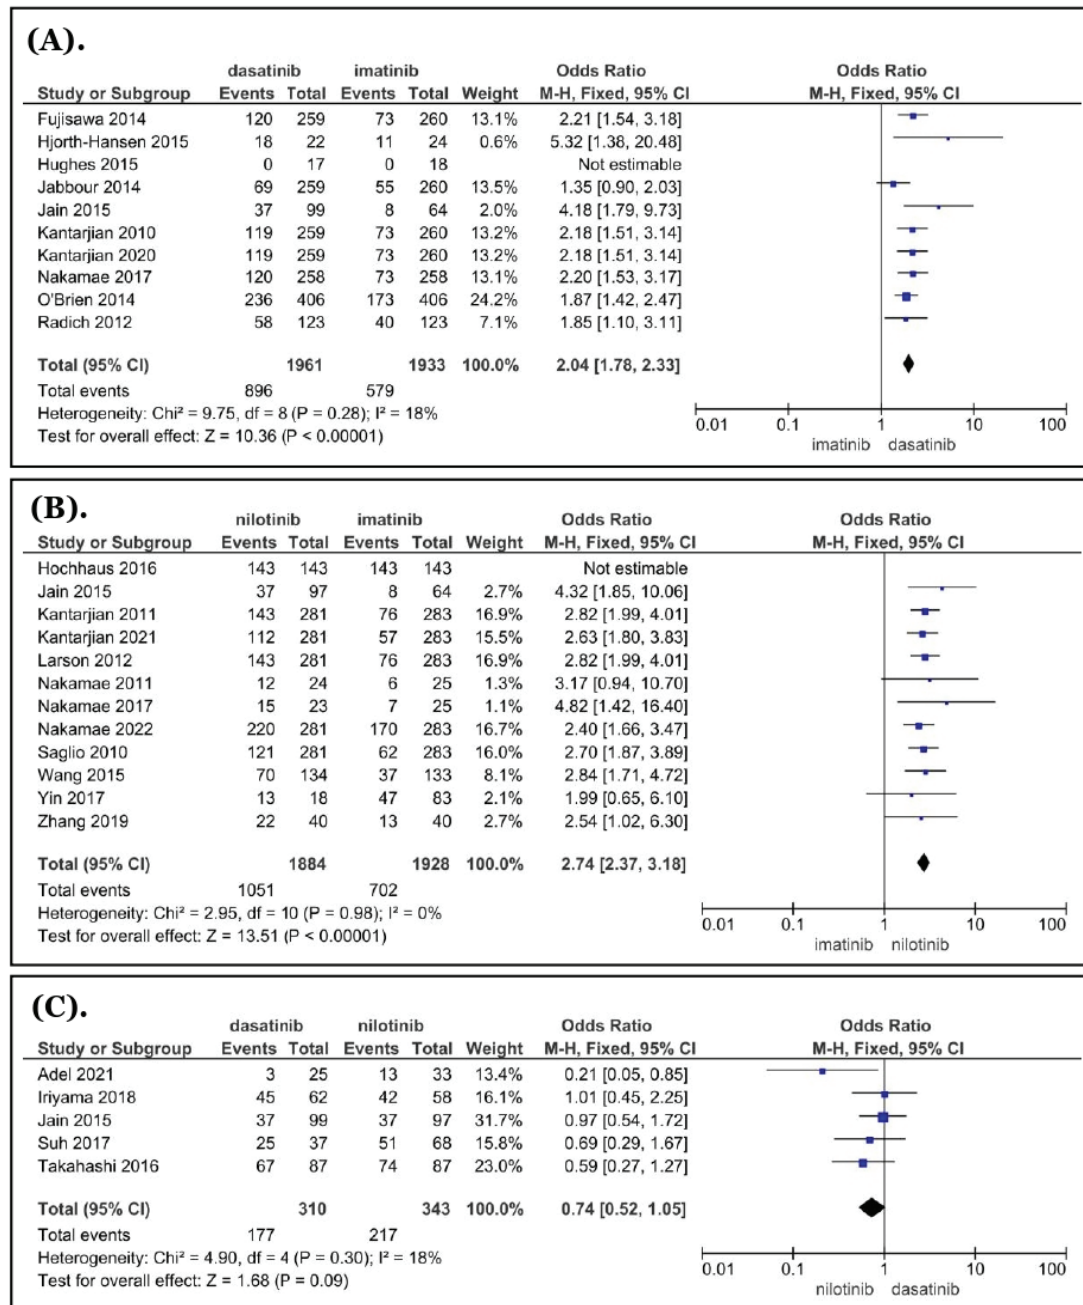 (A).
dasatinib imatinib Odds Ratio Odds Ratio
Study or Subgroup Events Total Events Total Weight M-H, Fixed, 95% CI M-H, Fixed, 95% CI
Fujisawa 2014 120 259 73 260 13.1% 2.21 [1.54, 3.18]
Hjorth-Hansen 2015 18 22 11 24 0.6% 5.32 [1.38, 20.48]
Hughes 2015 0 17 0 18 Not estimable
Jabbour 2014 69 259 55 260 13.5% 1.35 [0.90, 2.03]
Jain 2015 37 99 8 64 2.0% 4.18 [1.79, 9.73]
Kantarjian 2010 119 259 73 260 13.2% 2.18 [1.51, 3.14]
Kantarjian 2020 119 259 73 260 13.2% 2.18 [1.51, 3.14]
Nakamae 2017 120 258 73 258 13.1% 2.20 [1.53, 3.17]
O'Brien 2014 236 406 173 406 24.2% 1.87 [1.42, 2.47]
Radich 2012 58 123 40 123 7.1% 1.85 [1.10, 3.11]
Total (95% CI) 1961 1933 100.0% 2.04 [1.78, 2.33]
Total events 896 579
Heterogeneity: Chi² = 9.75, df = 8 (P = 0.28); I² = 18%
Test for overall effect: Z = 10.36 (P < 0.00001)
0.01 0.1 1 10 100
imatinib dasatinib
(B).
nilotinib imatinib Odds Ratio Odds Ratio
Study or Subgroup Events Total Events Total Weight M-H, Fixed, 95% CI M-H, Fixed, 95% CI
Hochhaus 2016 143 143 143 143 Not estimable
Jain 2015 37 97 8 64 2.7% 4.32 [1.85, 10.06]
Kantarjian 2011 143 281 76 283 16.9% 2.82 [1.99, 4.01]
Kantarjian 2021 112 281 57 283 15.5% 2.63 [1.80, 3.83]
Larson 2012 143 281 76 283 16.9% 2.82 [1.99, 4.01]
Nakamae 2011 12 24 6 25 1.3% 3.17 [0.94, 10.70]
Nakamae 2017 15 23 7 25 1.1% 4.82 [1.42, 16.40]
Nakamae 2022 220 281 170 283 16.7% 2.40 [1.66, 3.47]
Saglio 2010 121 281 62 283 16.0% 2.70 [1.87, 3.89]
Wang 2015 70 134 37 133 8.1% 2.84 [1.71, 4.72]
Yin 2017 13 18 47 83 2.1% 1.99 [0.65, 6.10]
Zhang 2019 22 40 13 40 2.7% 2.54 [1.02, 6.30]
Total (95% CI) 1884 1928 100.0% 2.74 [2.37, 3.18]
Total events 1051 702
Heterogeneity: Chi² = 2.95, df = 10 (P = 0.98); I² = 0%
Test for overall effect: Z = 13.51 (P < 0.00001)
0.01 0.1 1 10 100
imatinib nilotinib
(C).
dasatinib nilotinib Odds Ratio Odds Ratio
Study or Subgroup Events Total Events Total Weight M-H, Fixed, 95% CI M-H, Fixed, 95% CI
Adel 2021 3 25 13 33 13.4% 0.21 [0.05, 0.85]
Iriyama 2018 45 62 42 58 16.1% 1.01 [0.45, 2.25]
Jain 2015 37 99 37 97 31.7% 0.97 [0.54, 1.72]
Suh 2017 25 37 51 68 15.8% 0.69 [0.29, 1.67]
Takahashi 2016 67 87 74 87 23.0% 0.59 [0.27, 1.27]
Total (95% CI) 310 343 100.0% 0.74 [0.52, 1.05]
Total events 177 217
Heterogeneity: Chi² = 4.90, df = 4 (P = 0.30); I² = 18%
Test for overall effect: Z = 1.68 (P = 0.09)
0.01 0.1 1 10 100
nilotinib dasatinib